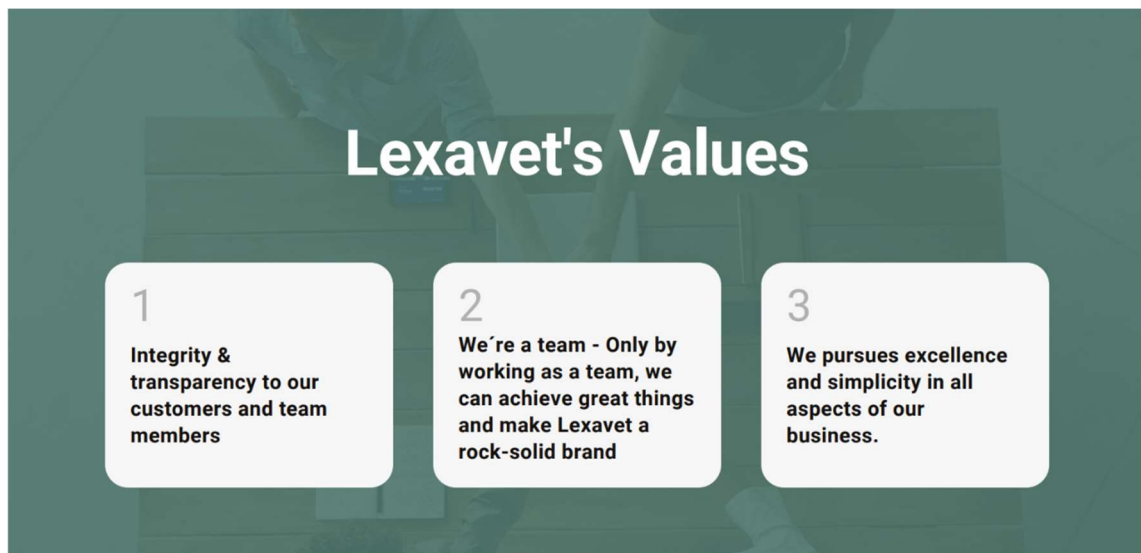 Lexavet's Values
1
Integrity &
transparency to our
customers and team
members
2
We´re a team - Only by
working as a team, we
can achieve great things
and make Lexavet a
rock-solid brand
3
We pursues excellence
and simplicity in all
aspects of our
business.